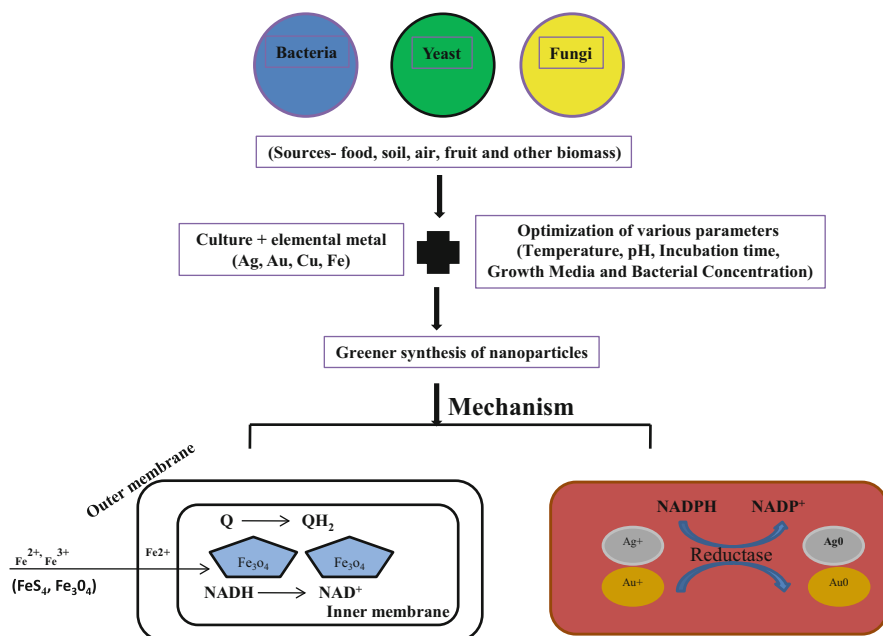 Bacteria
Yeast
Fungi
(Sources- food, soil, air, fruit and other biomass)
Culture + elemental metal
(Ag, Au, Cu, Fe)
Optimization of various parameters
(Temperature, pH, Incubation time,
Growth Media and Bacterial Concentration)
Greener synthesis of nanoparticles
Mechanism
Outer membrane
Q QH₂
Fe²⁺, Fe³⁺
(FeS₄, Fe₃0₄)
Fe2+
Fe₃o₄
Fe₃o₄
NADH NAD⁺
Inner membrane
NADPH NADP⁺
Ag+
Ag0
Reductase
Au+
Au0